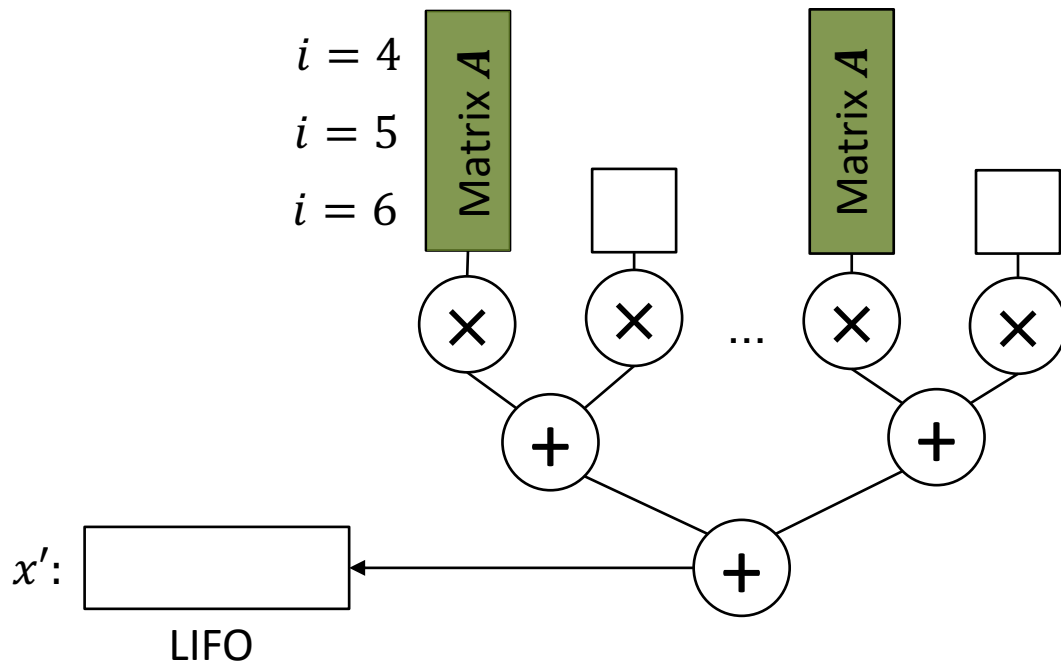 i = 4
i = 5
i = 6
Matrix A
Matrix A
×
×
...
×
×
+
+
+
x′:
LIFO